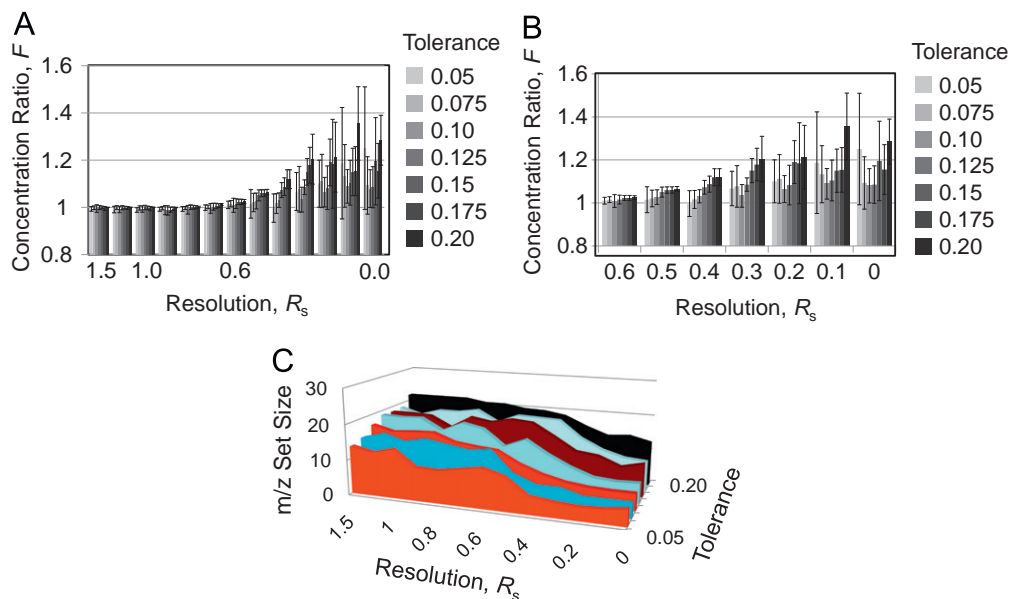 A
Concentration Ratio, F
1.6
1.4
1.2
1
0.8
1.5 1.0 0.6 0.0
Resolution, Rs
Tolerance
0.05
0.075
0.10
0.125
0.15
0.175
0.20
B
Concentration Ratio, F
1.6
1.4
1.2
1
0.8
0.6 0.5 0.4 0.3 0.2 0.1 0
Resolution, Rs
Tolerance
0.05
0.075
0.10
0.125
0.15
0.175
0.20
C
m/z Set Size
30
20
10
0
1.5 1 0.8 0.6 0.4 0.2 0
Resolution, Rs
0.20
0.05
Tolerance